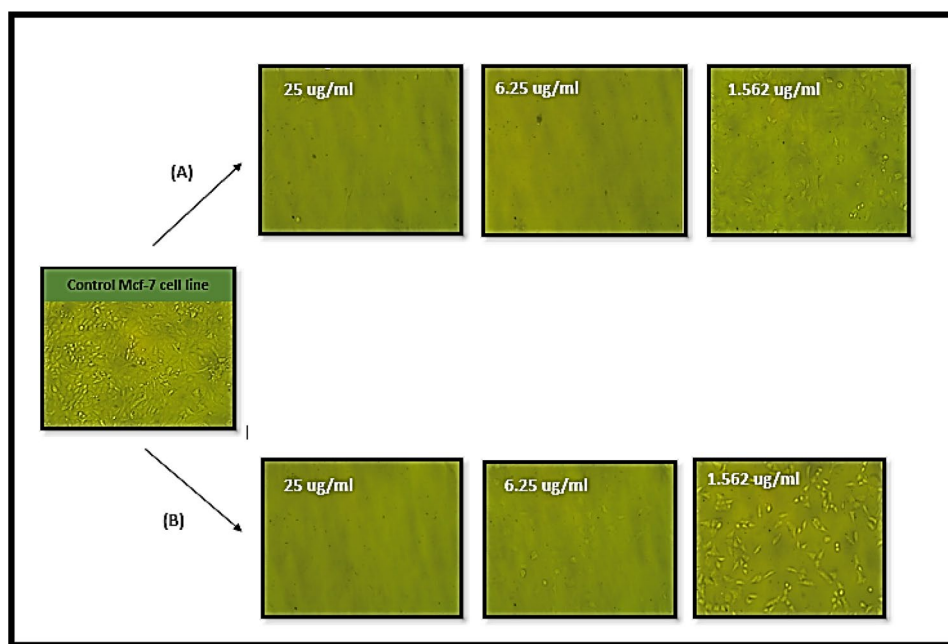 25 ug/ml
6.25 ug/ml
1.562 ug/ml
(A)
Control Mcf-7 cell line
25 ug/ml
6.25 ug/ml
1.562 ug/ml
(B)